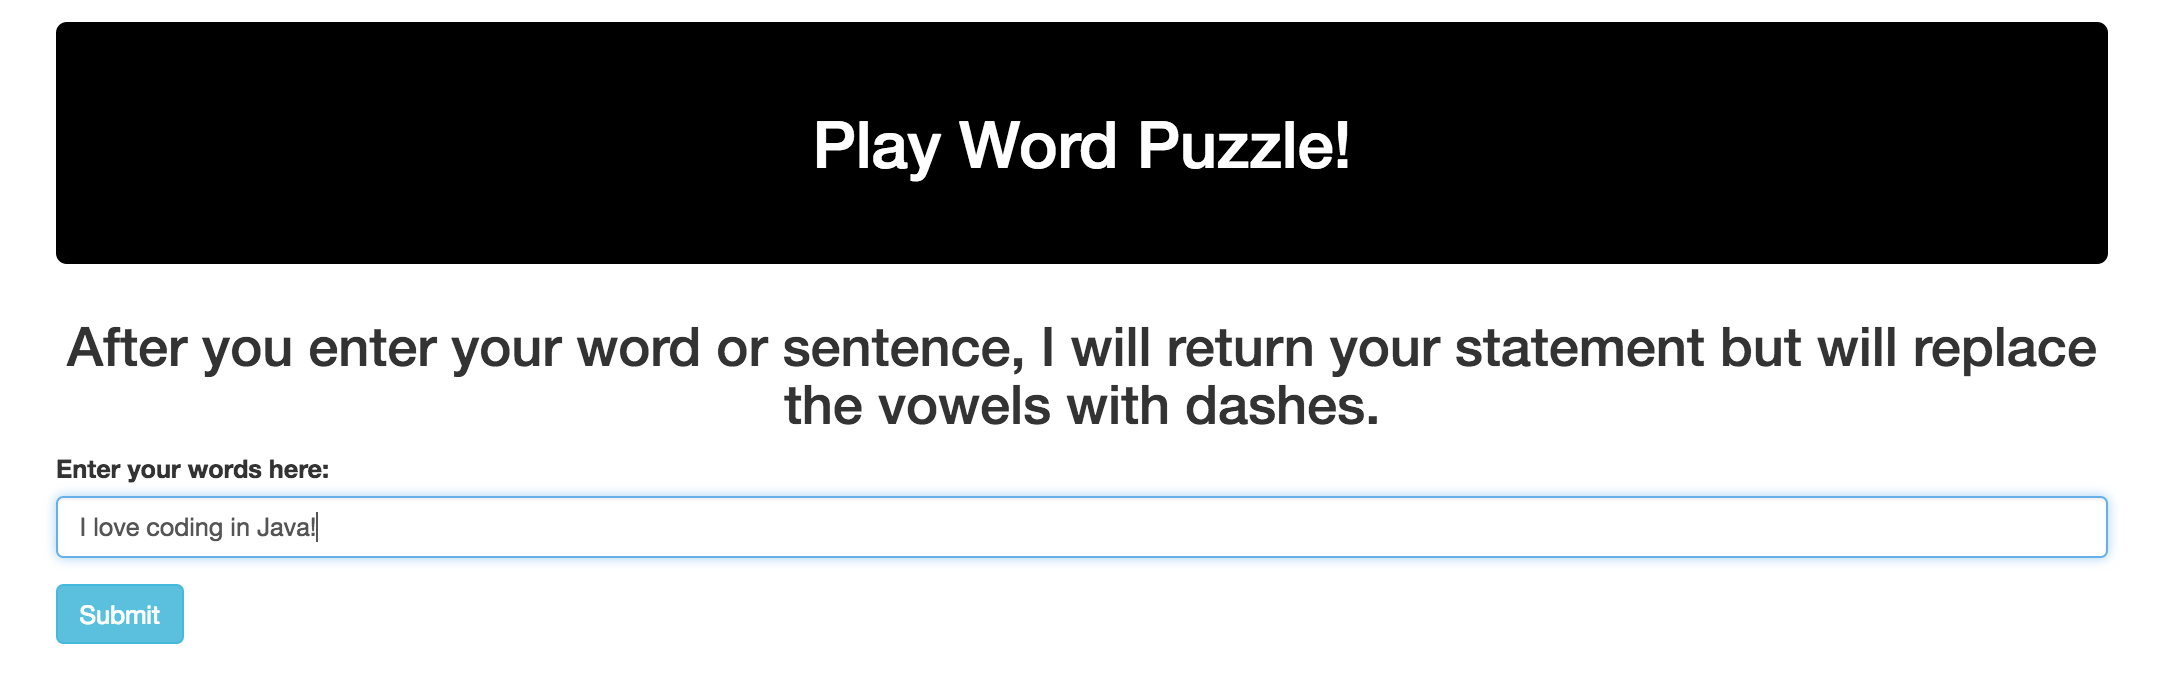 Play Word Puzzle!
After you enter your word or sentence, I will return your statement but will replace
the vowels with dashes.
Enter your words here:
I love coding in Java!
Submit